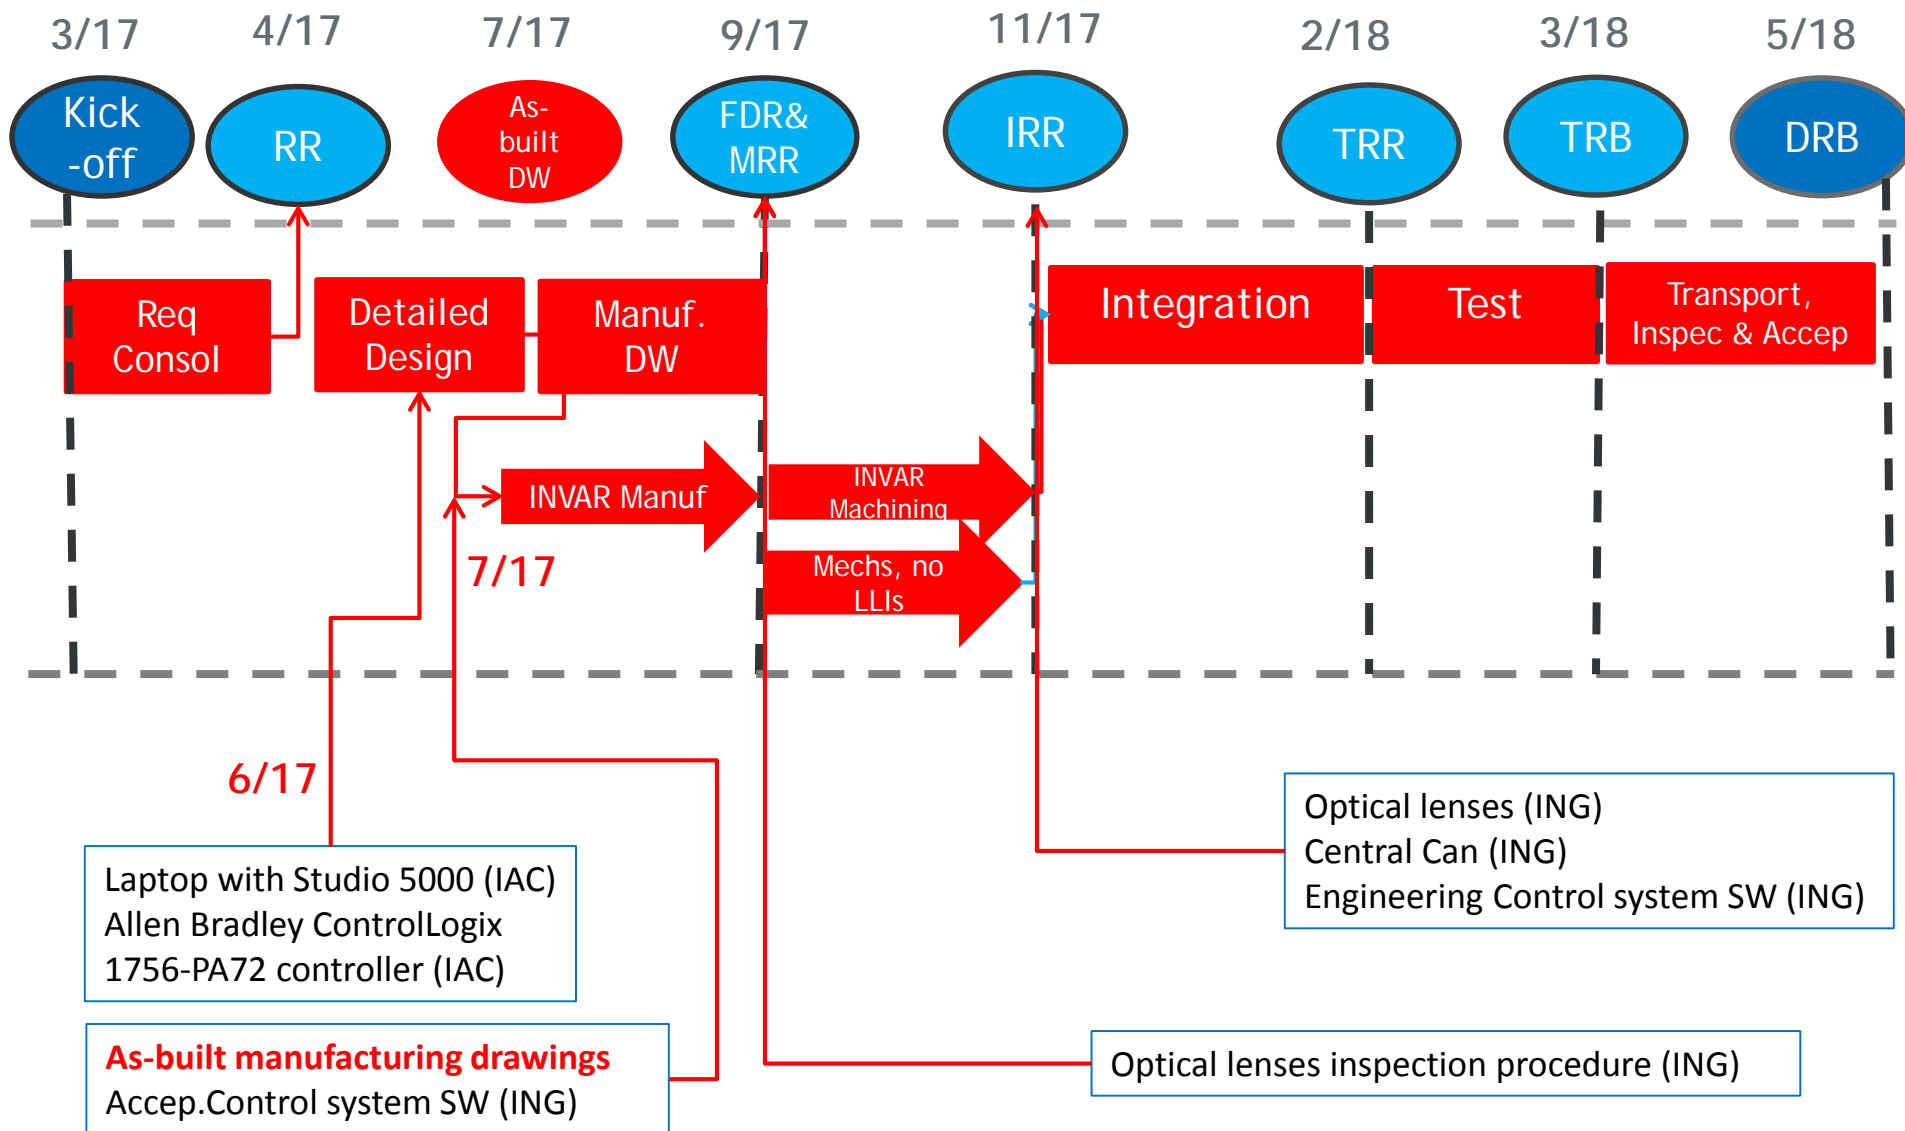 3/17 4/17 7/17 9/17 11/17 2/18 3/18 5/18
Kick
-off
RR
As-
built
DW
FDR&
MRR
IRR
TRR
TRB
DRB
Req
Consol
Detailed
Design
Manuf.
DW
Integration
Test
Transport,
Inspec & Accep
INVAR Manuf
INVAR
Machining
7/17
Mechs, no
LLIs
6/17
Laptop with Studio 5000 (IAC)
Allen Bradley ControlLogix
1756-PA72 controller (IAC)
Optical lenses (ING)
Central Can (ING)
Engineering Control system SW (ING)
As-built manufacturing drawings
Accep.Control system SW (ING)
Optical lenses inspection procedure (ING)